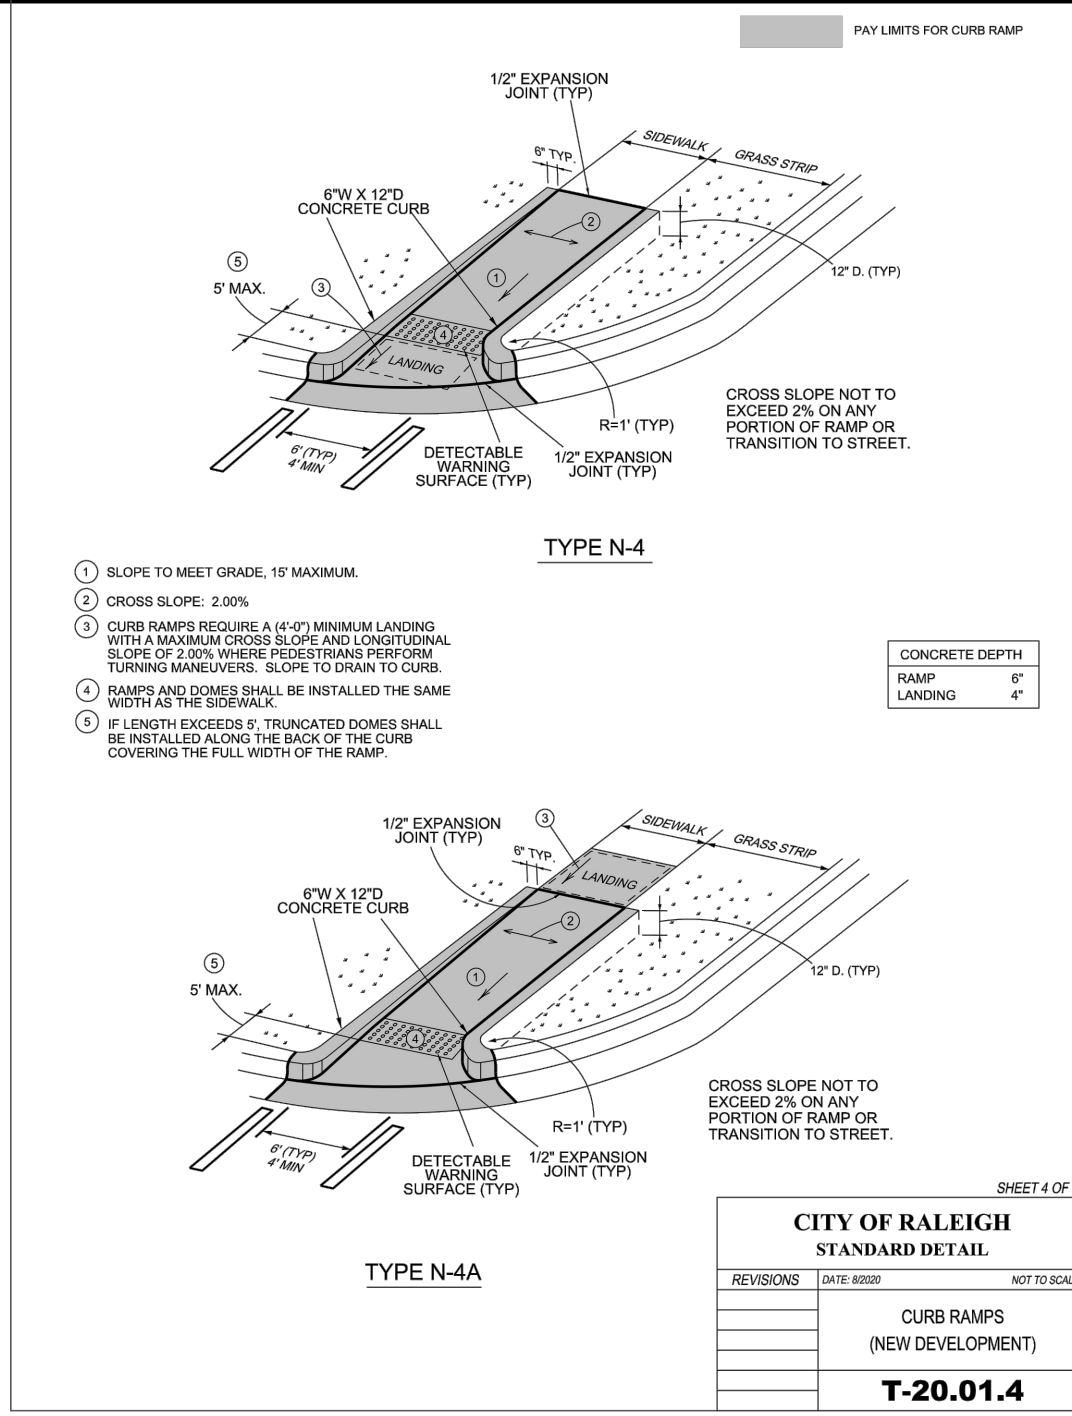 PAY LIMITS FOR CURB RAMP
1/2" EXPANSION
JOINT (TYP)
SIDEWALK
GRASS STRIP
6" TYP.
6"W X 12"D
CONCRETE CURB
2
5
5' MAX.
3
1
12" D. (TYP)
4
LANDING
CROSS SLOPE NOT TO
EXCEED 2% ON ANY
PORTION OF RAMP OR
TRANSITION TO STREET.
R=1' (TYP)
6' (TYP)
4' MIN
DETECTABLE
WARNING
SURFACE (TYP)
1/2" EXPANSION
JOINT (TYP)
TYPE N-4
1 SLOPE TO MEET GRADE, 15' MAXIMUM.
2 CROSS SLOPE: 2.00%
3 CURB RAMPS REQUIRE A (4'-0") MINIMUM LANDING
WITH A MAXIMUM CROSS SLOPE AND LONGITUDINAL
SLOPE OF 2.00% WHERE PEDESTRIANS PERFORM
TURNING MANEUVERS. SLOPE TO DRAIN TO CURB.
4 RAMPS AND DOMES SHALL BE INSTALLED THE SAME
WIDTH AS THE SIDEWALK.
5 IF LENGTH EXCEEDS 5', TRUNCATED DOMES SHALL
BE INSTALLED ALONG THE BACK OF THE CURB
COVERING THE FULL WIDTH OF THE RAMP.
CONCRETE DEPTH
RAMP 6"
LANDING 4"
1/2" EXPANSION
JOINT (TYP)
3
SIDEWALK
GRASS STRIP
6" TYP.
LANDING
6"W X 12"D
CONCRETE CURB
2
5
5' MAX.
1
12" D. (TYP)
4
CROSS SLOPE NOT TO
EXCEED 2% ON ANY
PORTION OF RAMP OR
TRANSITION TO STREET.
R=1' (TYP)
6' (TYP)
4' MIN
DETECTABLE
WARNING
SURFACE (TYP)
1/2" EXPANSION
JOINT (TYP)
TYPE N-4A
SHEET 4 OF
CITY OF RALEIGH
STANDARD DETAIL
REVISIONS
DATE: 8/2020
NOT TO SCAL
CURB RAMPS
(NEW DEVELOPMENT)
T-20.01.4